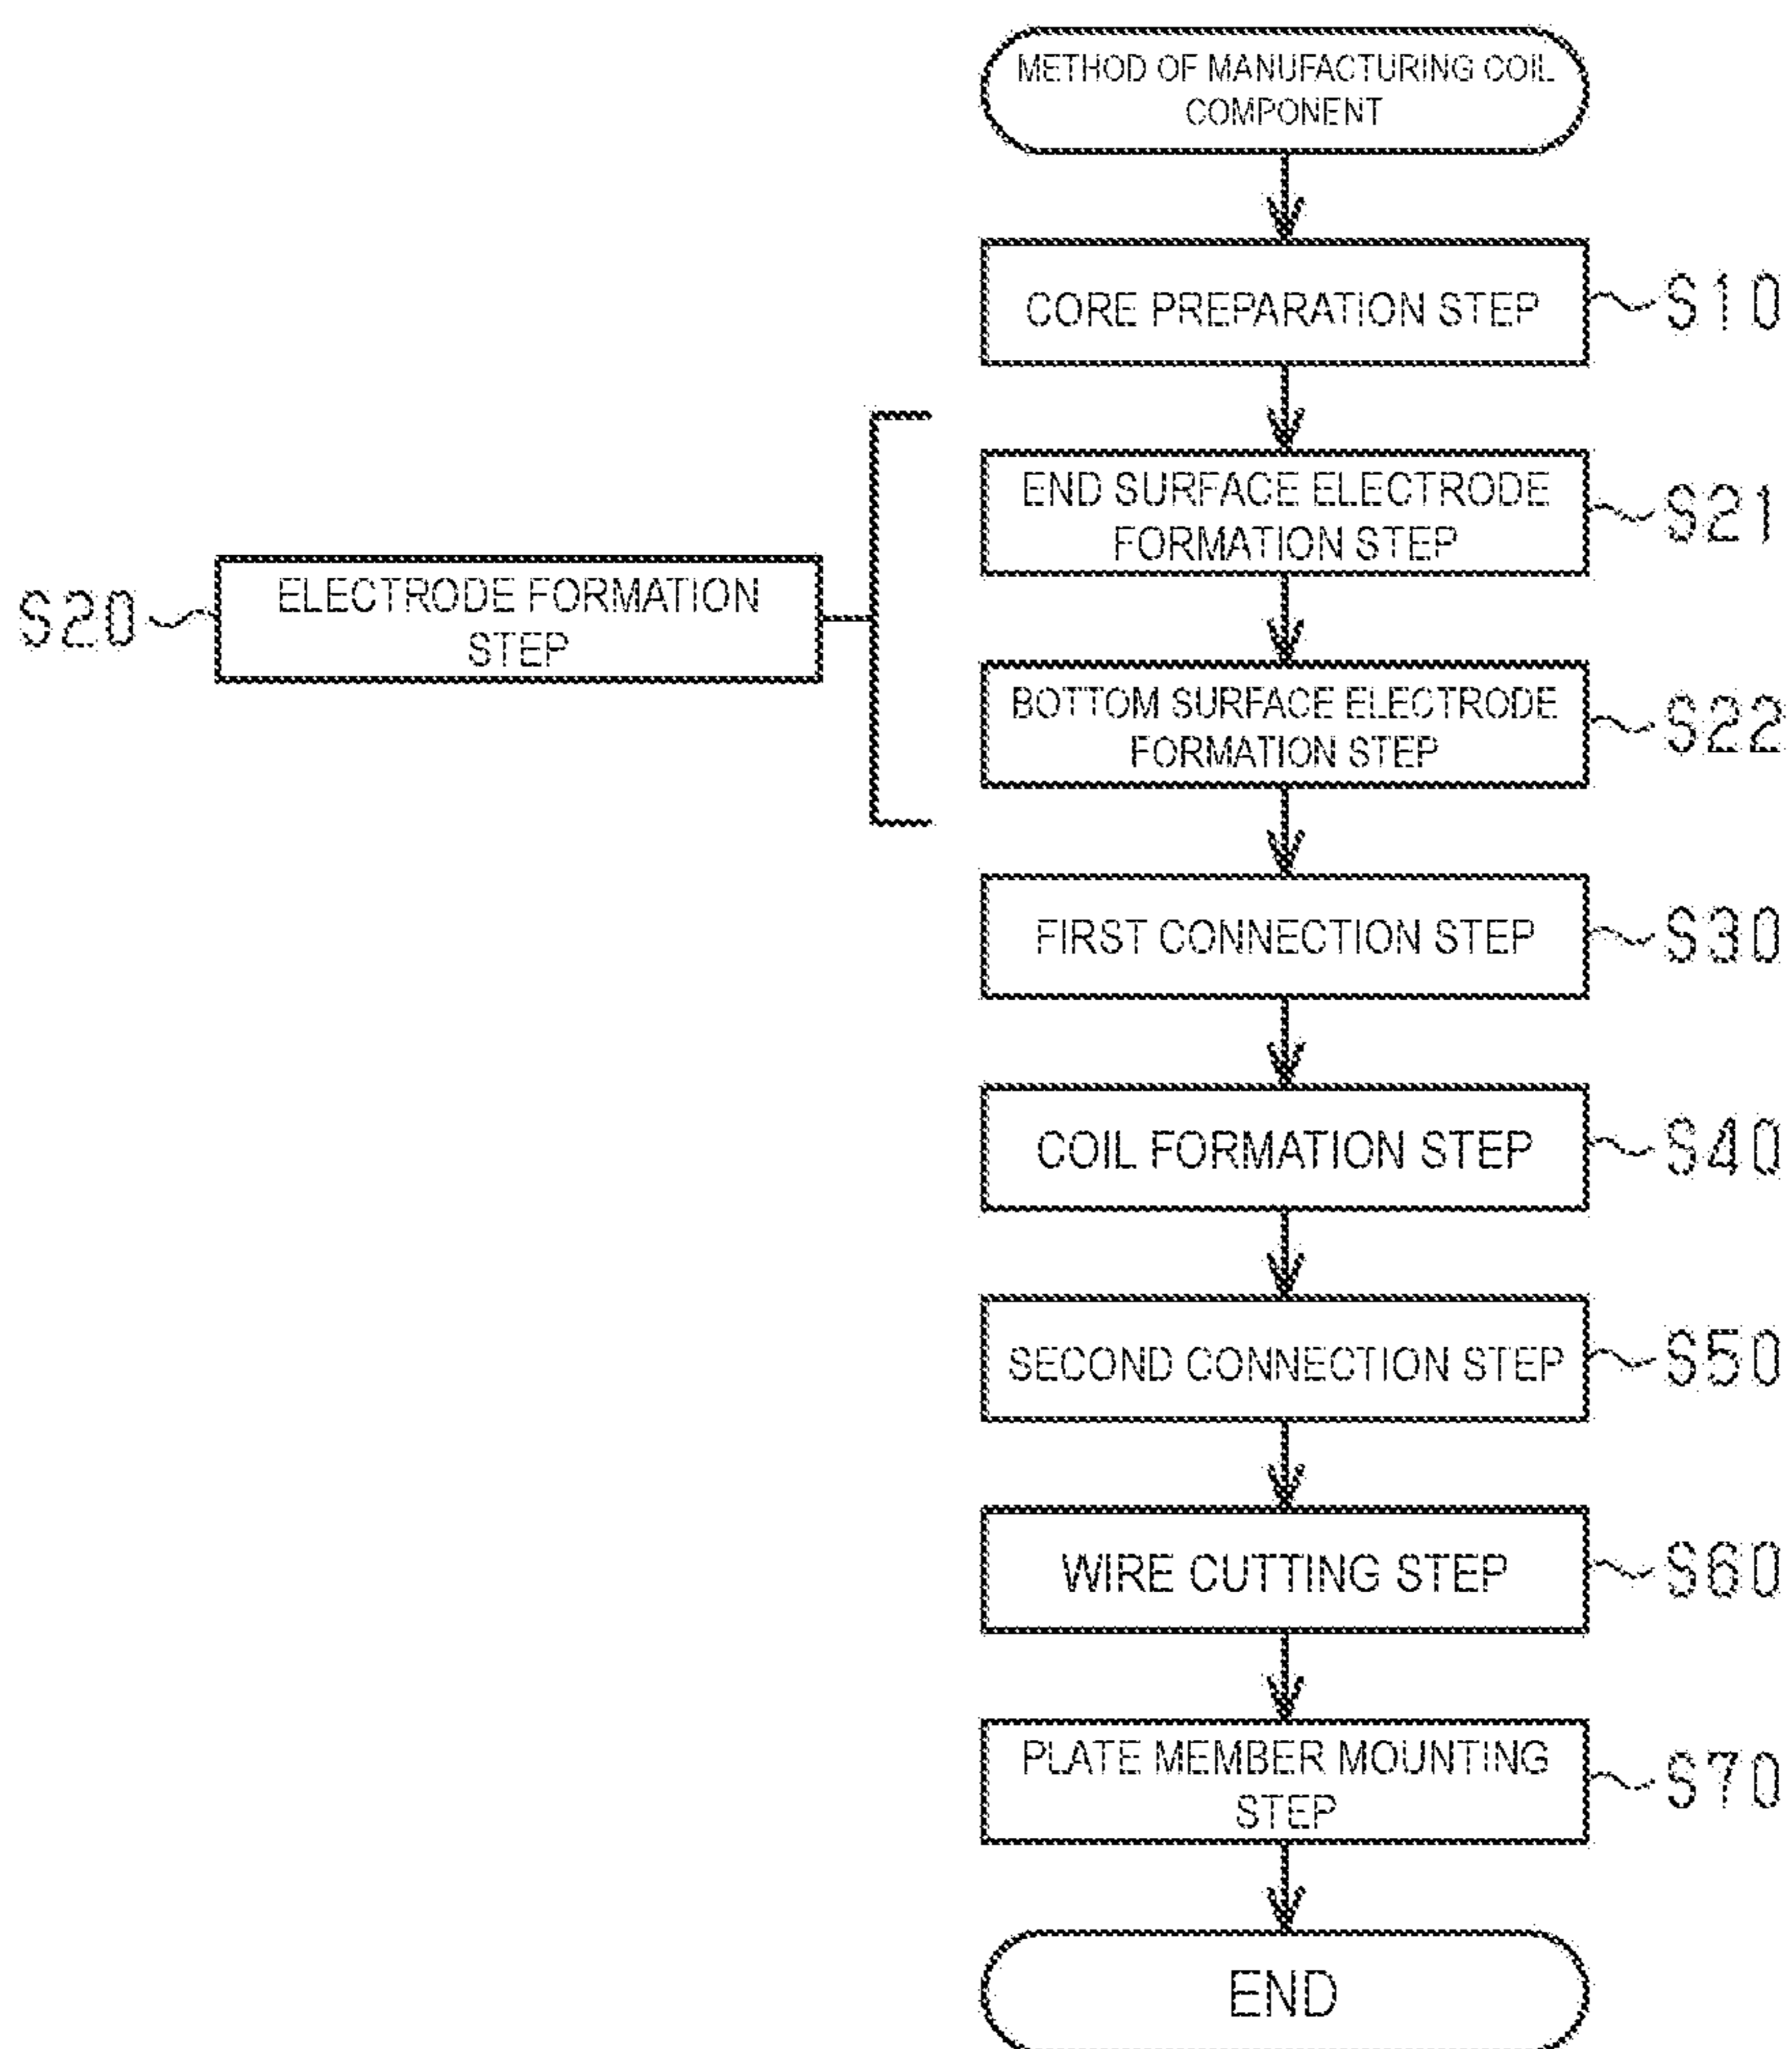 METHOD OF MANUFACTURING COIL
COMPONENT
CORE PREPARATION STEP
S10
END SURFACE ELECTRODE
FORMATION STEP
S21
S20
ELECTRODE FORMATION
STEP
BOTTOM SURFACE ELECTRODE
FORMATION STEP
S22
FIRST CONNECTION STEP
S30
COIL FORMATION STEP
S40
SECOND CONNECTION STEP
S50
WIRE CUTTING STEP
S60
PLATE MEMBER MOUNTING
STEP
S70
END